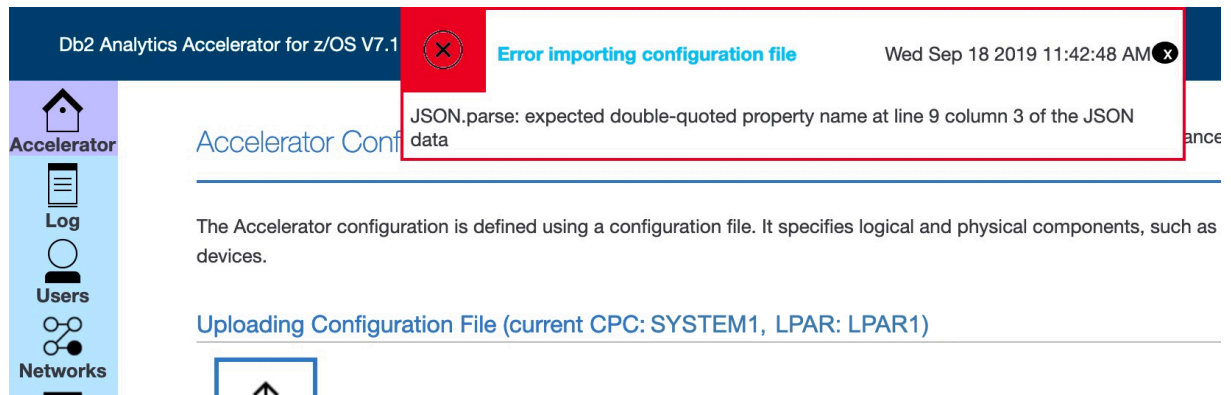 Db2 Analytics Accelerator for z/OS V7.1
Error importing configuration file
Wed Sep 18 2019 11:42:48 AM
x
JSON.parse: expected double-quoted property name at line 9 column 3 of the JSON
data
Accelerator
Log
Users
Networks
Accelerator Conf
The Accelerator configuration is defined using a configuration file. It specifies logical and physical components, such as
devices.
Uploading Configuration File (current CPC: SYSTEM1, LPAR: LPAR1)